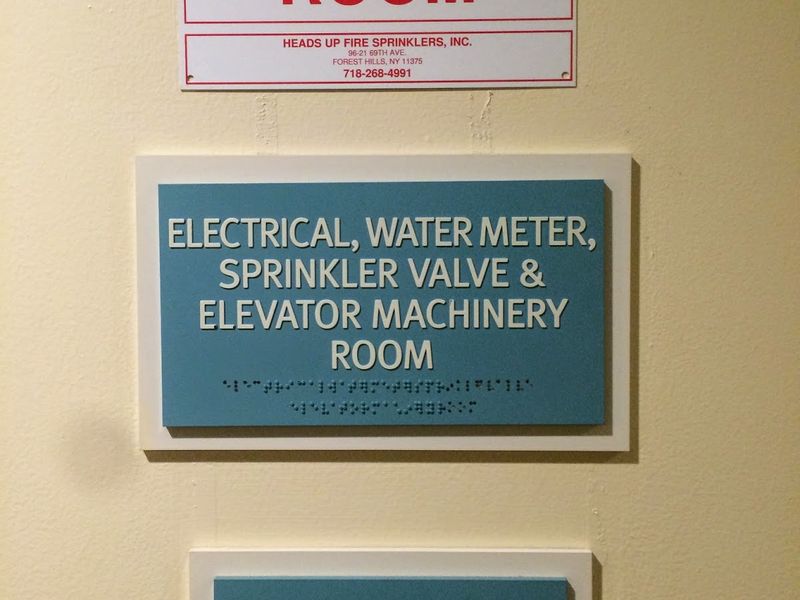 HEADS UP FIRE SPRINKLERS, INC.
96-21 69TH AVE.
FOREST HILLS, NY 11375
718-268-4991
ELECTRICAL, WATER METER,
SPRINKLER VALVE &
ELEVATOR MACHINERY
ROOM